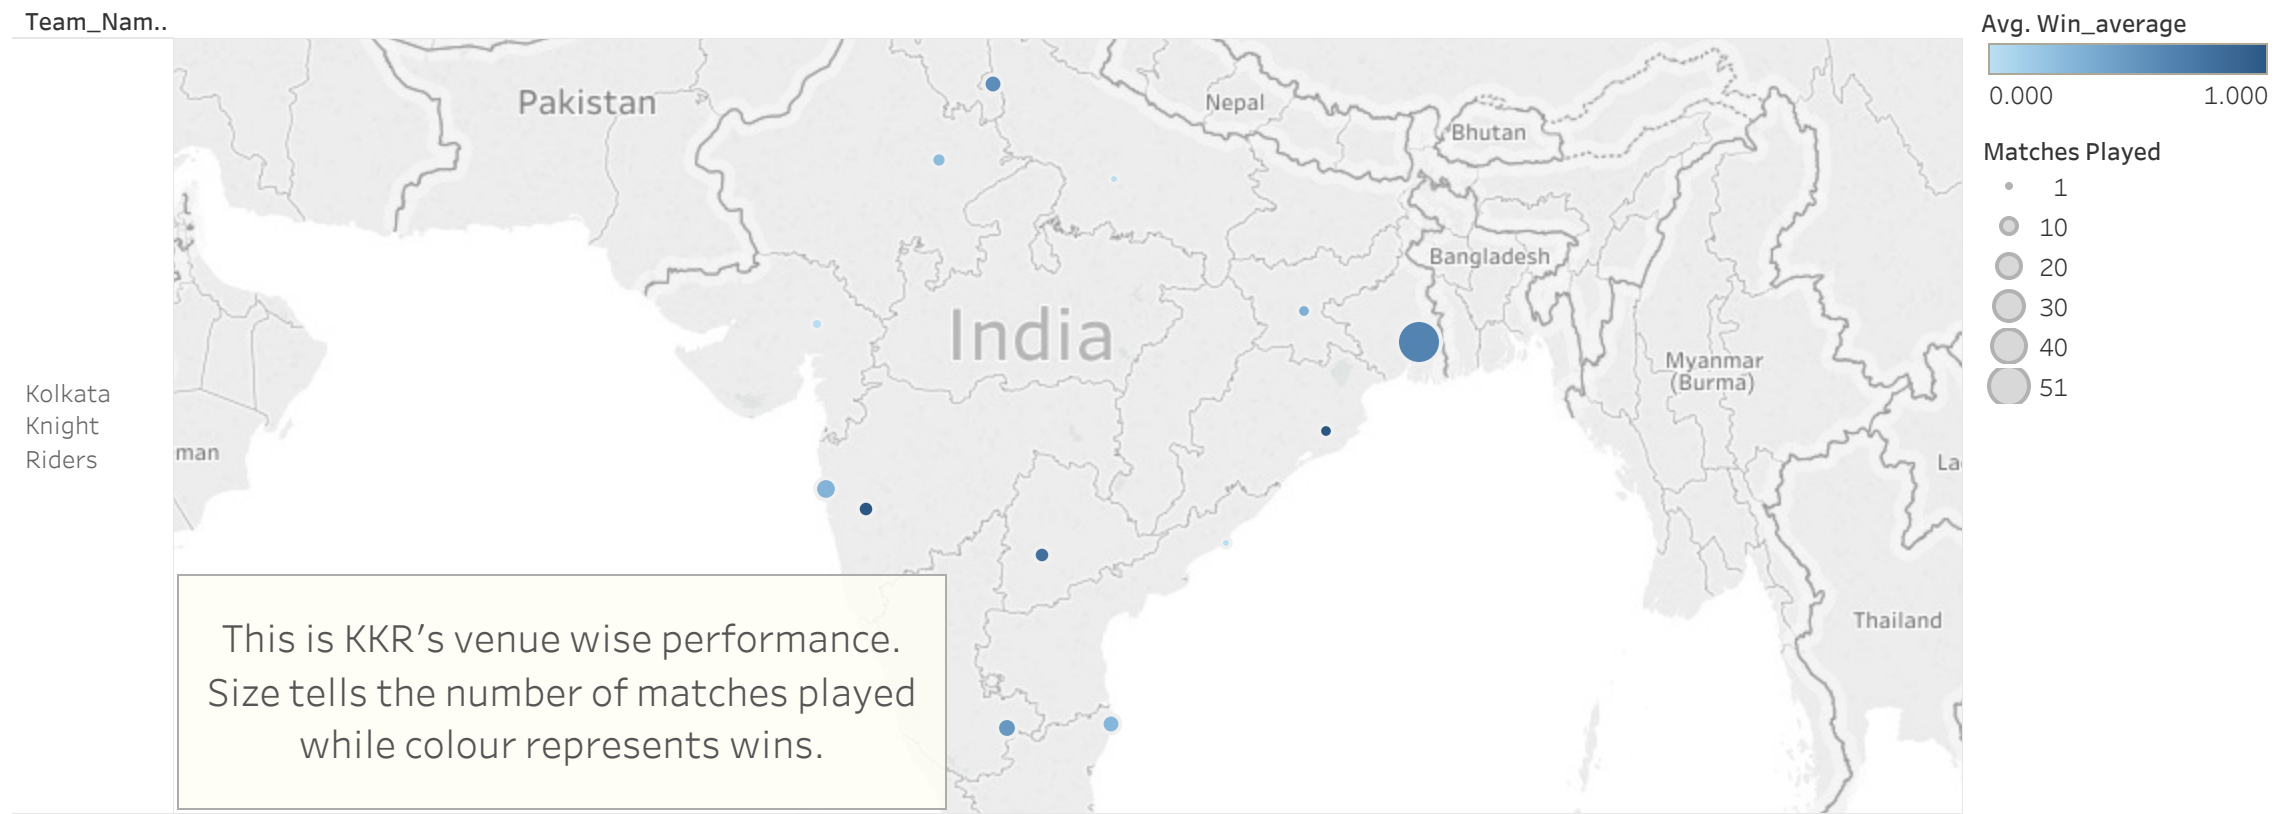 Team_Nam..
Avg. Win_average
0.000
1.000
Matches Played
1
10
20
30
40
51
Kolkata
Knight
Riders
Pakistan
Nepal
Bhutan
Bangladesh
India
Myanmar
(Burma)
man
La
Thailand
This is KKR's venue wise performance.
Size tells the number of matches played
while colour represents wins.